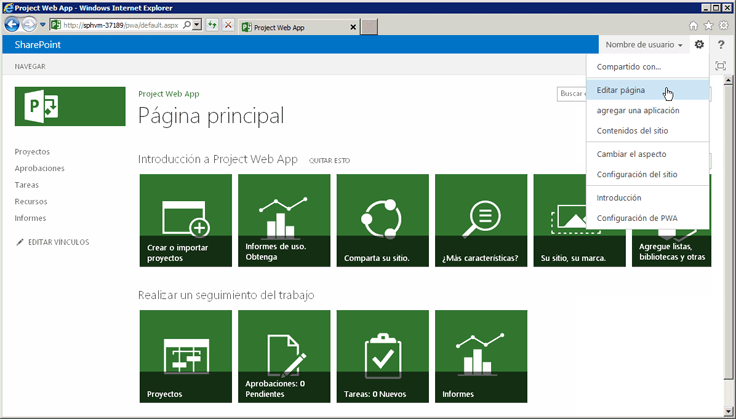 Project Web App - Windows Internet Explorer
http://sphvm-37189/pwa/default.aspx
Project Web App
SharePoint
Nombre de usuario
?
NAVEGAR
Compartido con...
Editar página
agregar una aplicación
Contenidos del sitio
Cambiar el aspecto
Configuración del sitio
Introducción
Configuración de PWA
Project Web App
Página principal
Buscar
Proyectos
Aprobaciones
Tareas
Recursos
Informes
EDITAR VÍNCULOS
Introducción a Project Web App QUITAR ESTO
Crear o importar
proyectos
Informes de uso.
Obtenga
Comparta su sitio.
¿Más características?
Su sitio, su marca.
Agregue listas,
bibliotecas y otras
Realizar un seguimiento del trabajo
Proyectos
Aprobaciones: 0
Pendientes
Tareas: 0 Nuevos
Informes